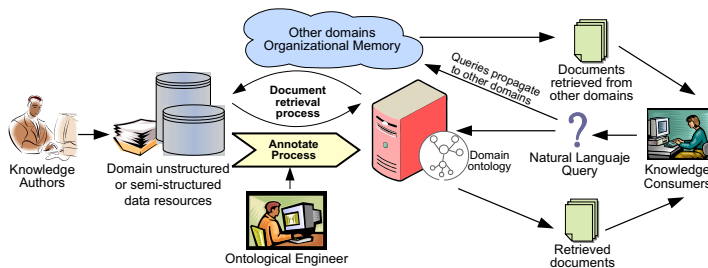 Other domains
Organizational Memory
Queries propagate
to other domains
Documents
retrieved from
other domains
Document
retrieval
process
Annotate
Process
Domain
ontology
Natural Languaje
Query
Knowledge
Consumers
Knowledge
Authors
Domain unstructured
or semi-structured
data resources
Ontological Engineer
Retrieved
documents